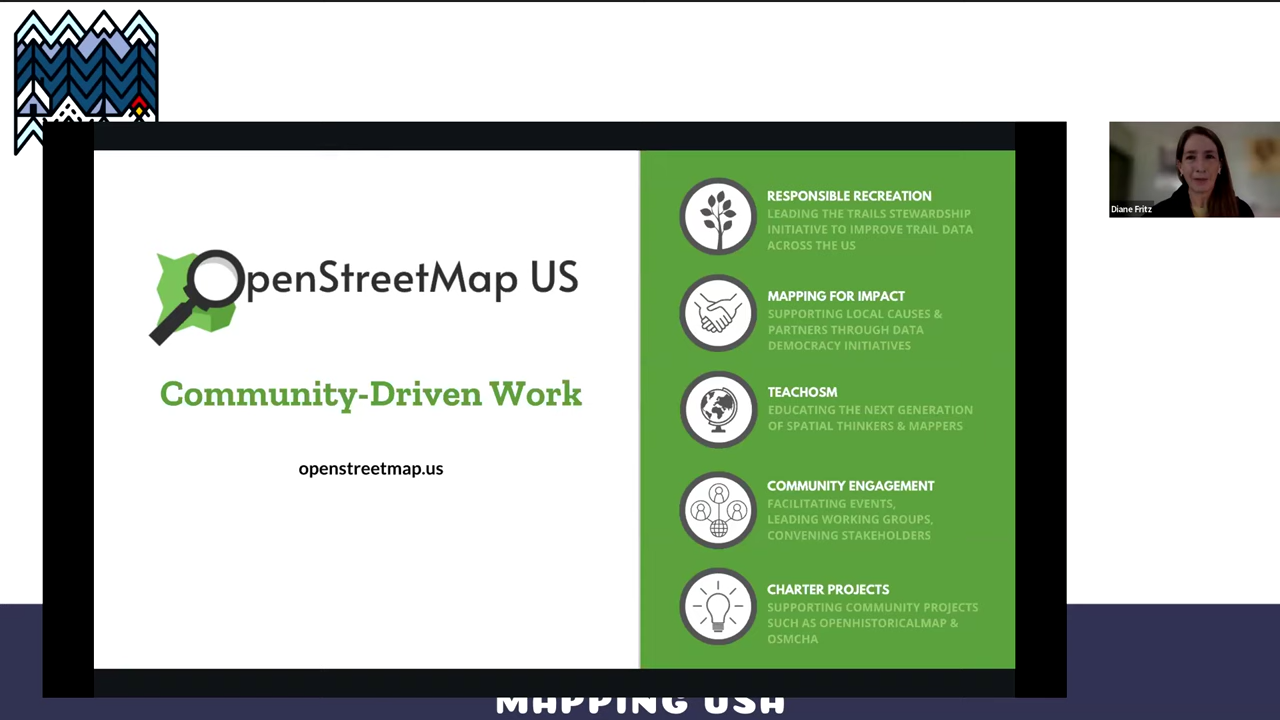 OpenStreetMap US
Community-Driven Work
openstreetmap.us
RESPONSIBLE RECREATION
LEADING THE TRAILS STEWARDSHIP
INITIATIVE TO IMPROVE TRAIL DATA
ACROSS THE US
MAPPING FOR IMPACT
SUPPORTING LOCAL CAUSES &
PARTNERS THROUGH DATA
DEMOCRACY INITIATIVES
TEACHOSM
EDUCATING THE NEXT GENERATION
OF SPATIAL THINKERS & MAPPERS
COMMUNITY ENGAGEMENT
FACILITATING EVENTS,
LEADING WORKING GROUPS,
CONVENING STAKEHOLDERS
CHARTER PROJECTS
SUPPORTING COMMUNITY PROJECTS
SUCH AS OPENHISTORICALMAP &
OSMCHA
Diane Fritz
MAPPING USA